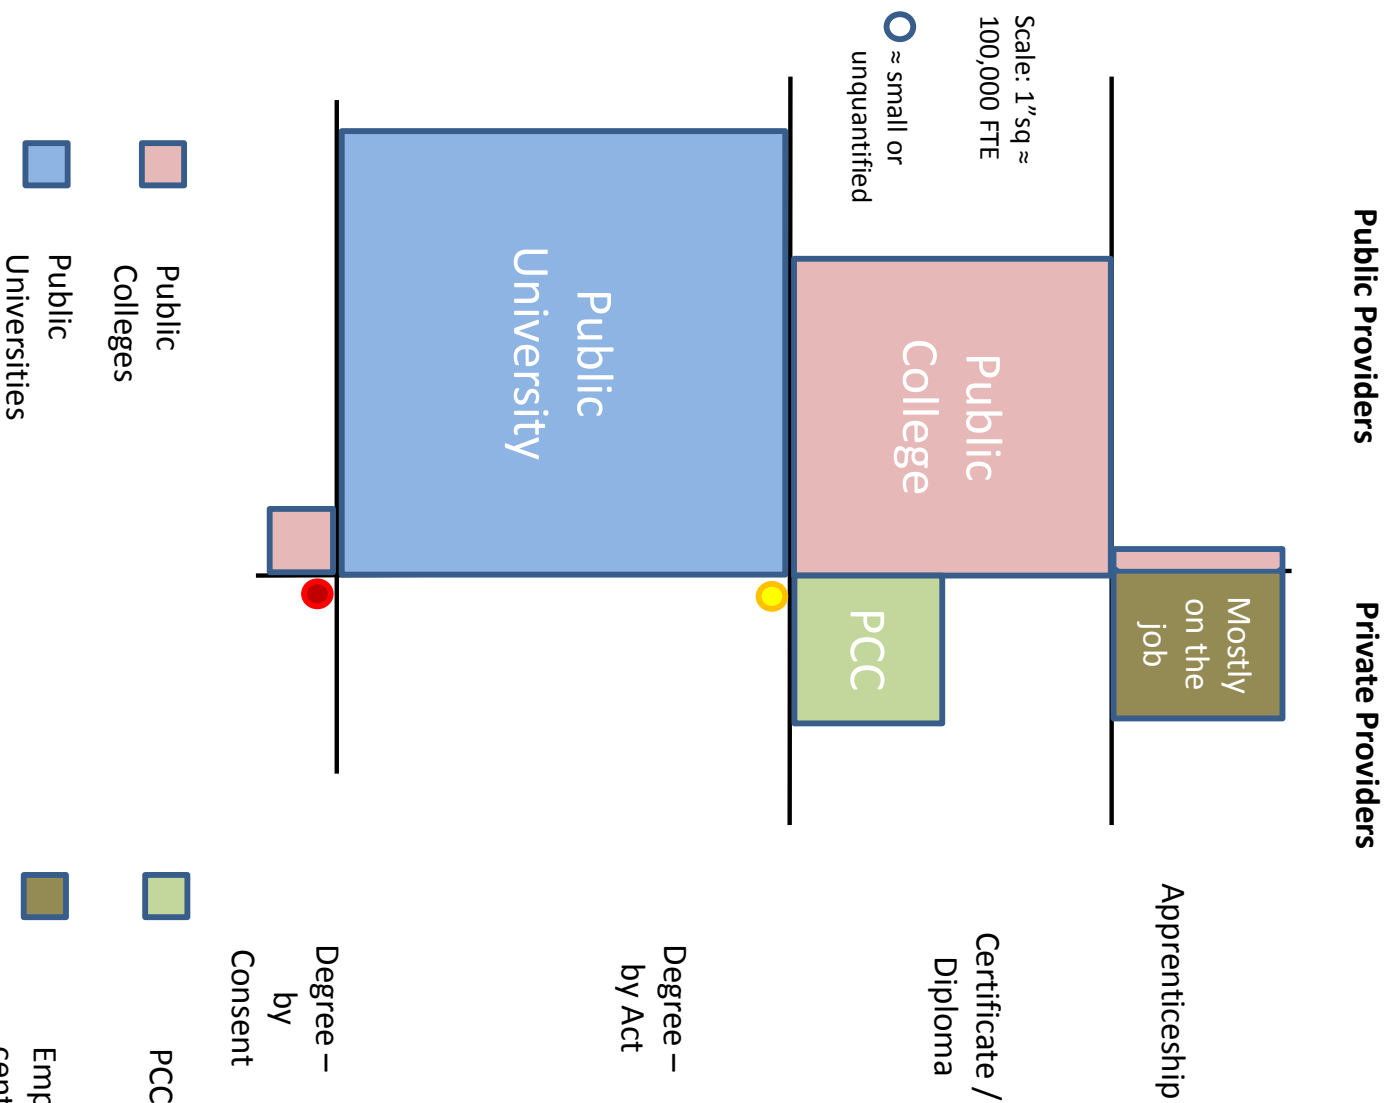 Public Providers
Private Providers
Scale: 1”sq ≈
100,000 FTE
≈ small or
unquantified
Mostly
on the
job
Apprenticeship
Public
College
PCC
Certificate /
Diploma
Public
University
Degree –
by Act
Degree –
by
Consent
Public
Colleges
PCC
Public
Universities